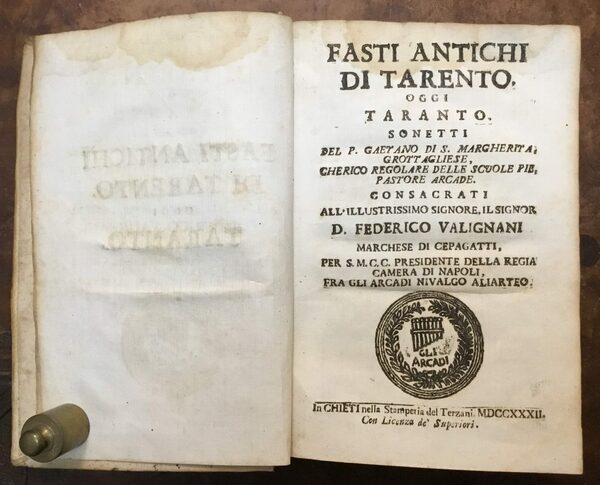 FASTI ANTICHI
DI TARENTO,
OGGI
TARANTO.
SONETTI
DEL P. GAETANO DI S. MARGHERITA,
GROTTAGLIESE,
CHERICO REGOLARE DELLE SCUOLE PIE,
PASTORE ARCADE.
CONSACRATI
ALL'ILLUSTRISSIMO SIGNORE, IL SIGNOR
D. FEDERICO VALIGNANI
MARCHESE DI CEPAGATTI,
PER S. M. C. C. PRESIDENTE DELLA REGIA
CAMERA DI NAPOLI,
FRA GLI ARCADI NIVALGO ALIARTEO.
GLI
ARCADI
In CHIETI nella Stamperia del Terzani. MDCCXXXII.
Con Licenza de' Superiori.